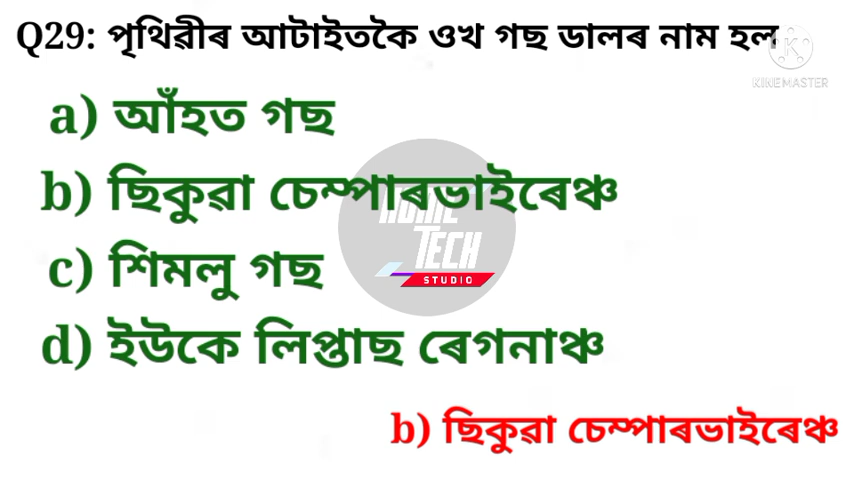 Q29: পৃথিৱীৰ আটাইতকৈ ওখ গছ ডালৰ নাম হল
KINEMASTER
a) আঁহত গছ
b) ছিকুৱা চেম্পাৰভাইৰেঞ্চ
HOME
TECH
STUDIO
c) শিমলু গছ
d) ইউকে লিপ্তাছ ৰেগনাঞ্চ
b) ছিকুৱা চেম্পাৰভাইৰেঞ্চ